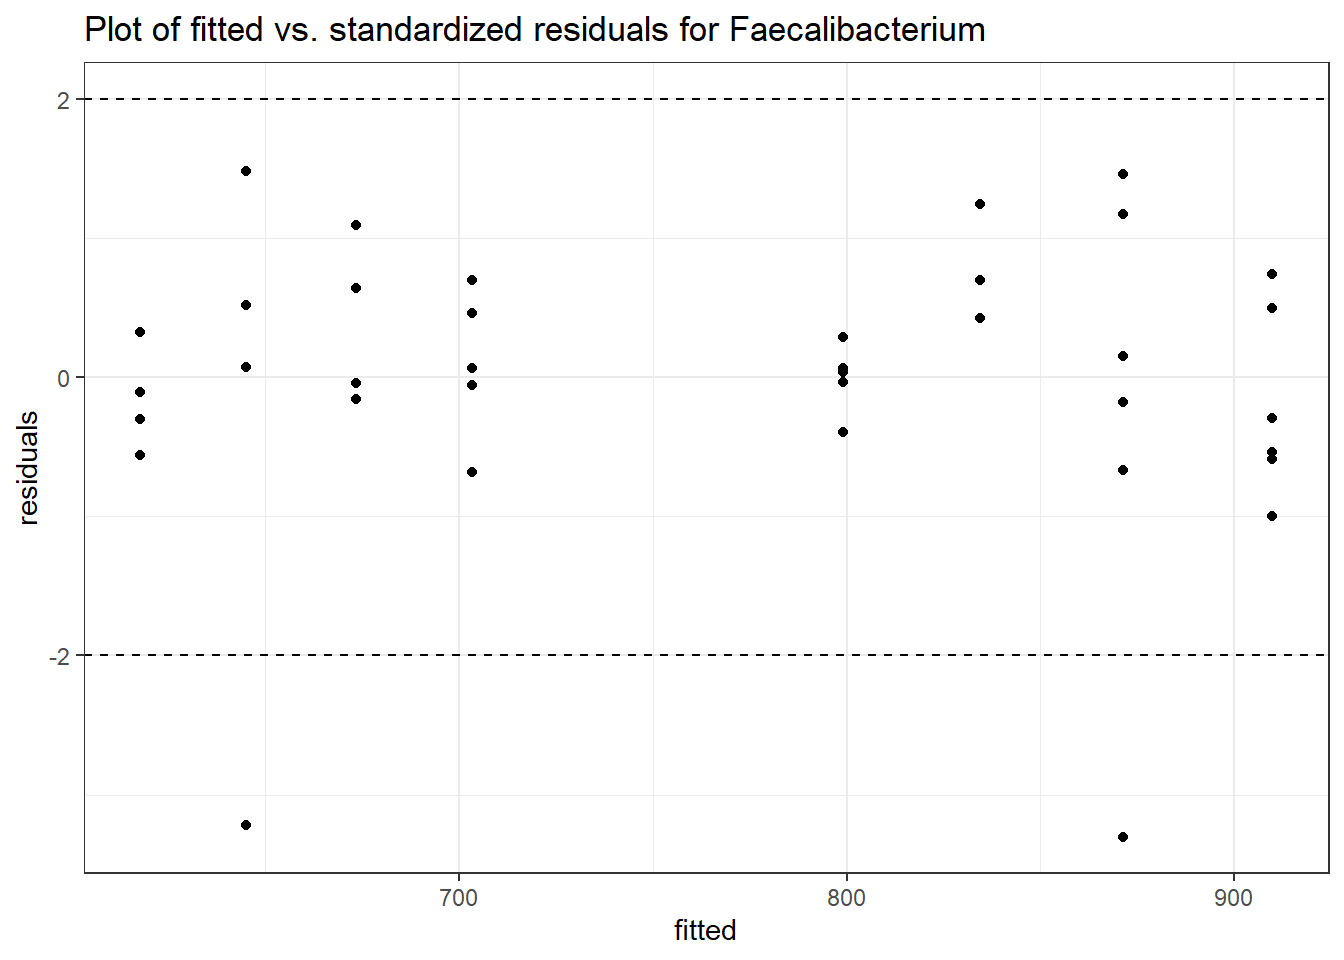 Plot of fitted vs. standardized residuals for Faecalibacterium
2
0
-2
residuals
700 800 900
fitted